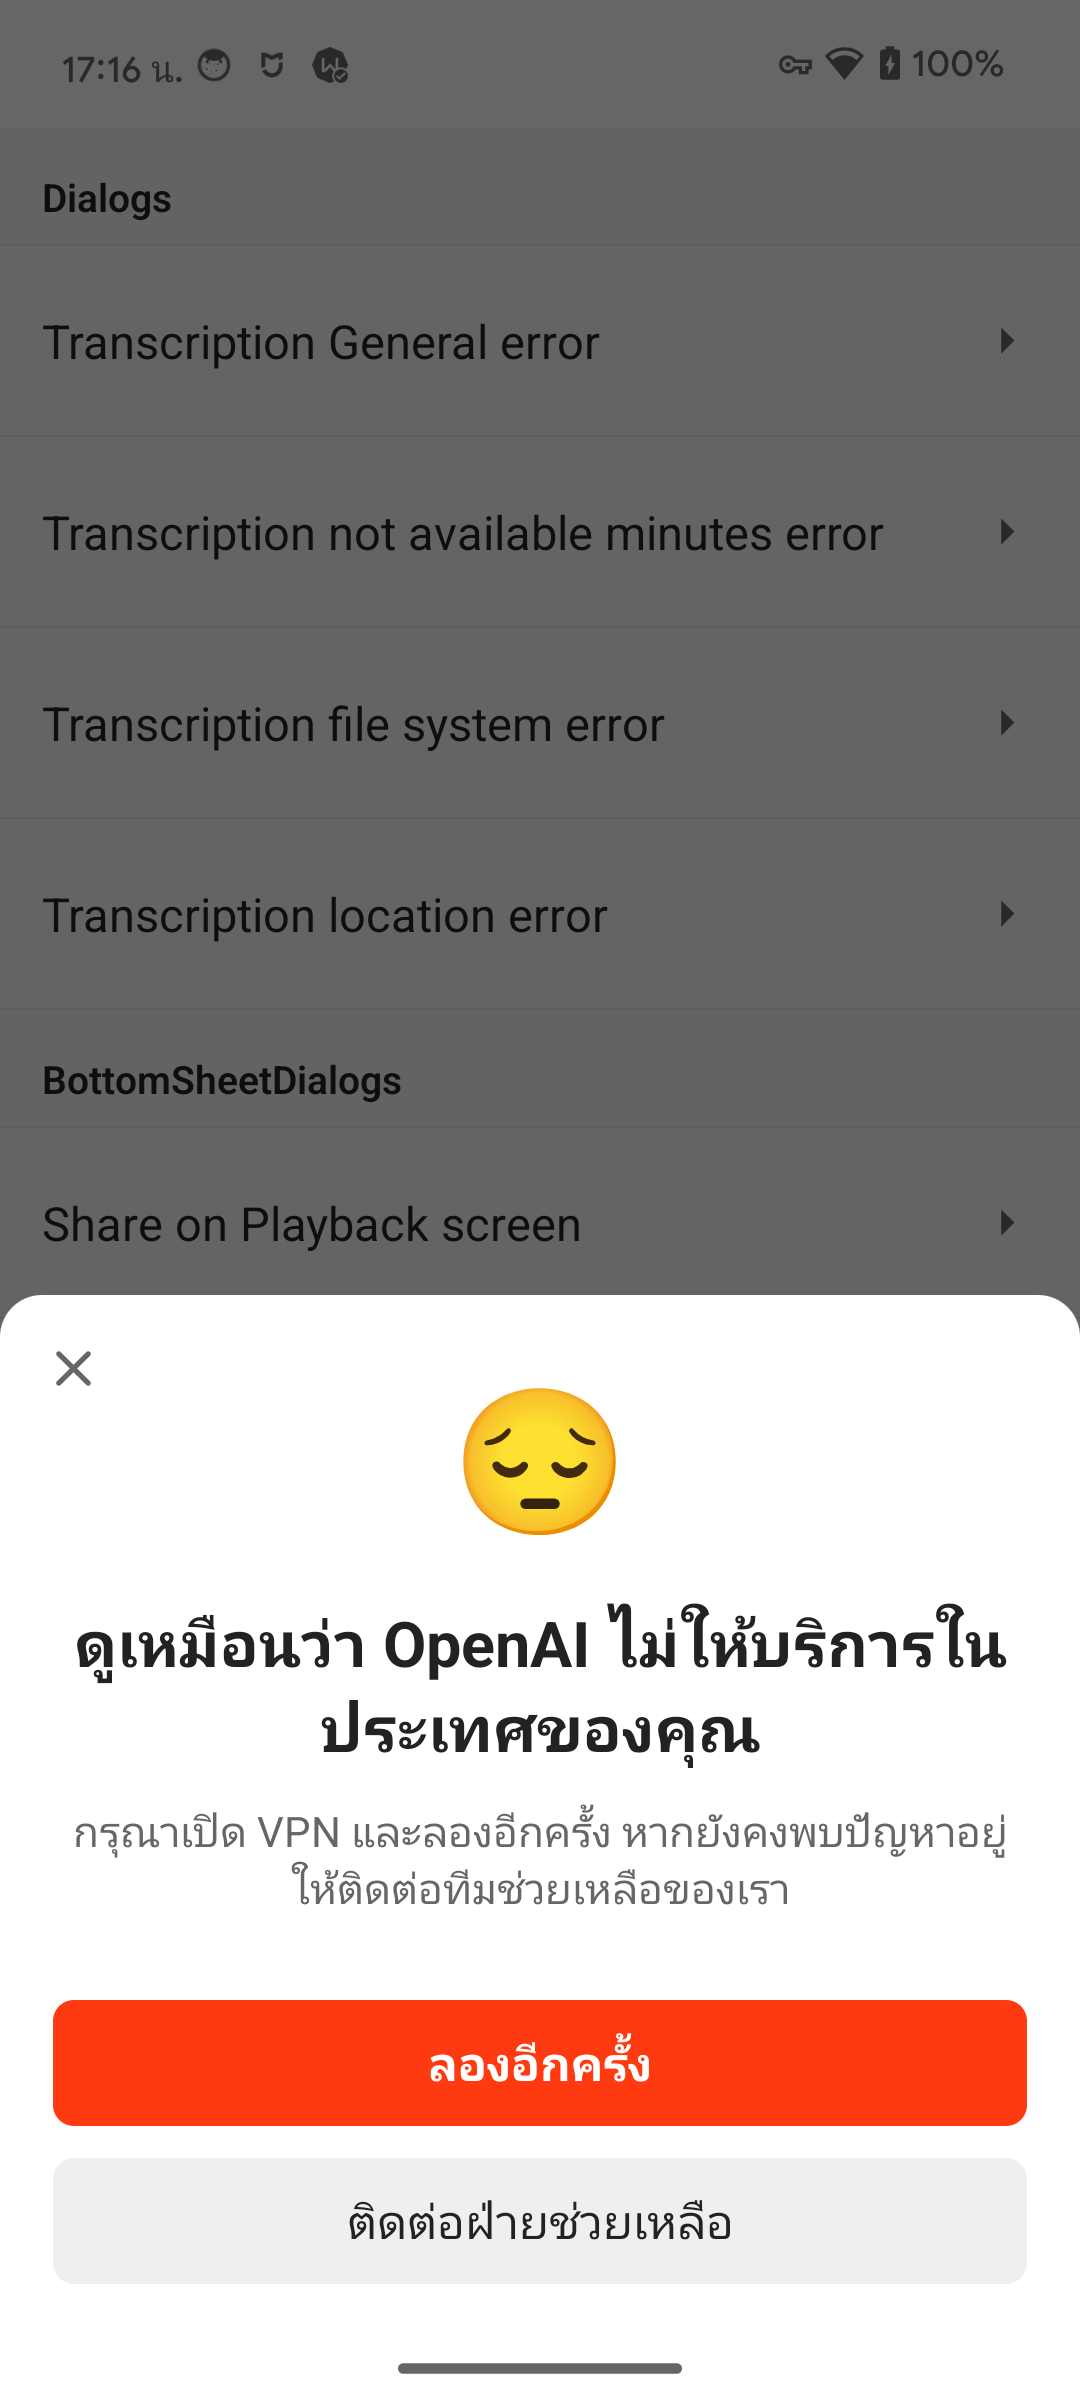 17:16 น.
100%
Dialogs
Transcription General error
Transcription not available minutes error
Transcription file system error
Transcription location error
BottomSheetDialogs
Share on Playback screen
ดูเหมือนว่า OpenAI ไม่ให้บริการใน
ประเทศของคุณ
กรุณาเปิด VPN และลองอีกครั้ง หากยังคงพบปัญหาอยู่
ให้ติดต่อทีมช่วยเหลือของเรา
ลองอีกครั้ง
ติดต่อฝ่ายช่วยเหลือ